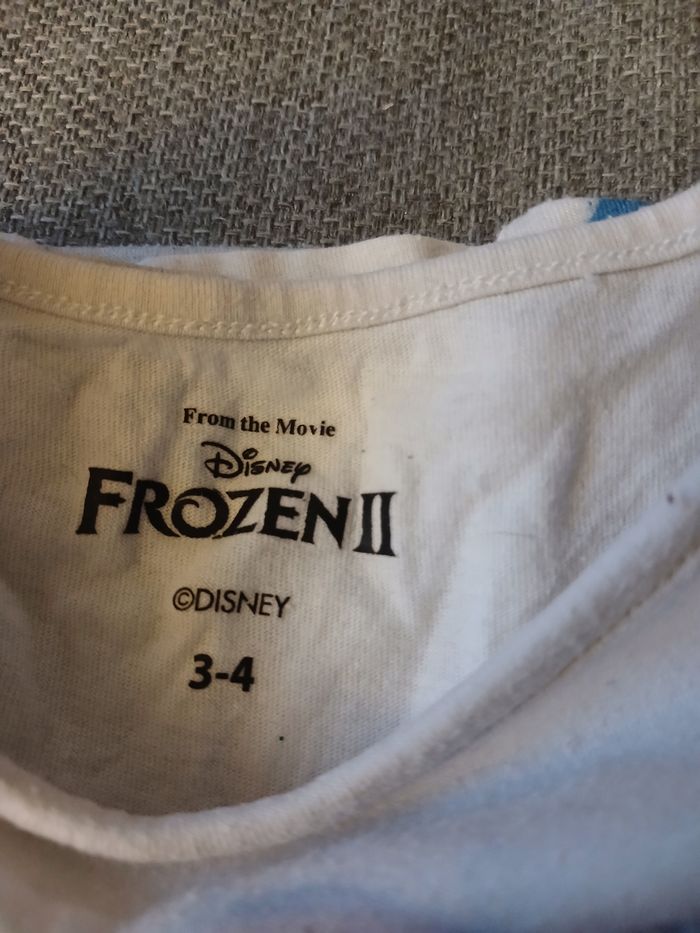 From the Movie
Disney
FROZEN II
©DISNEY
3-4